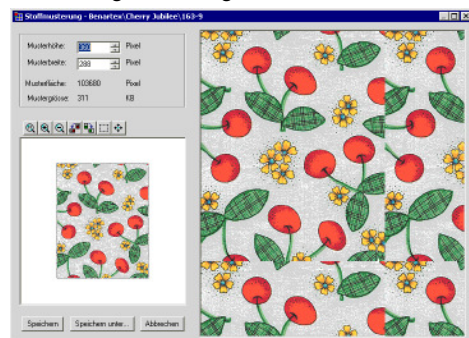 Stoffmusterung - Benartex\Cherry Jubilee\163-9
Musterhöhe: 360 Pixel
Musterbreite: 288 Pixel
Musterfläche: 103680 Pixel
Mustergrösse: 311 KB
Speichern Speichern unter... Abbrechen